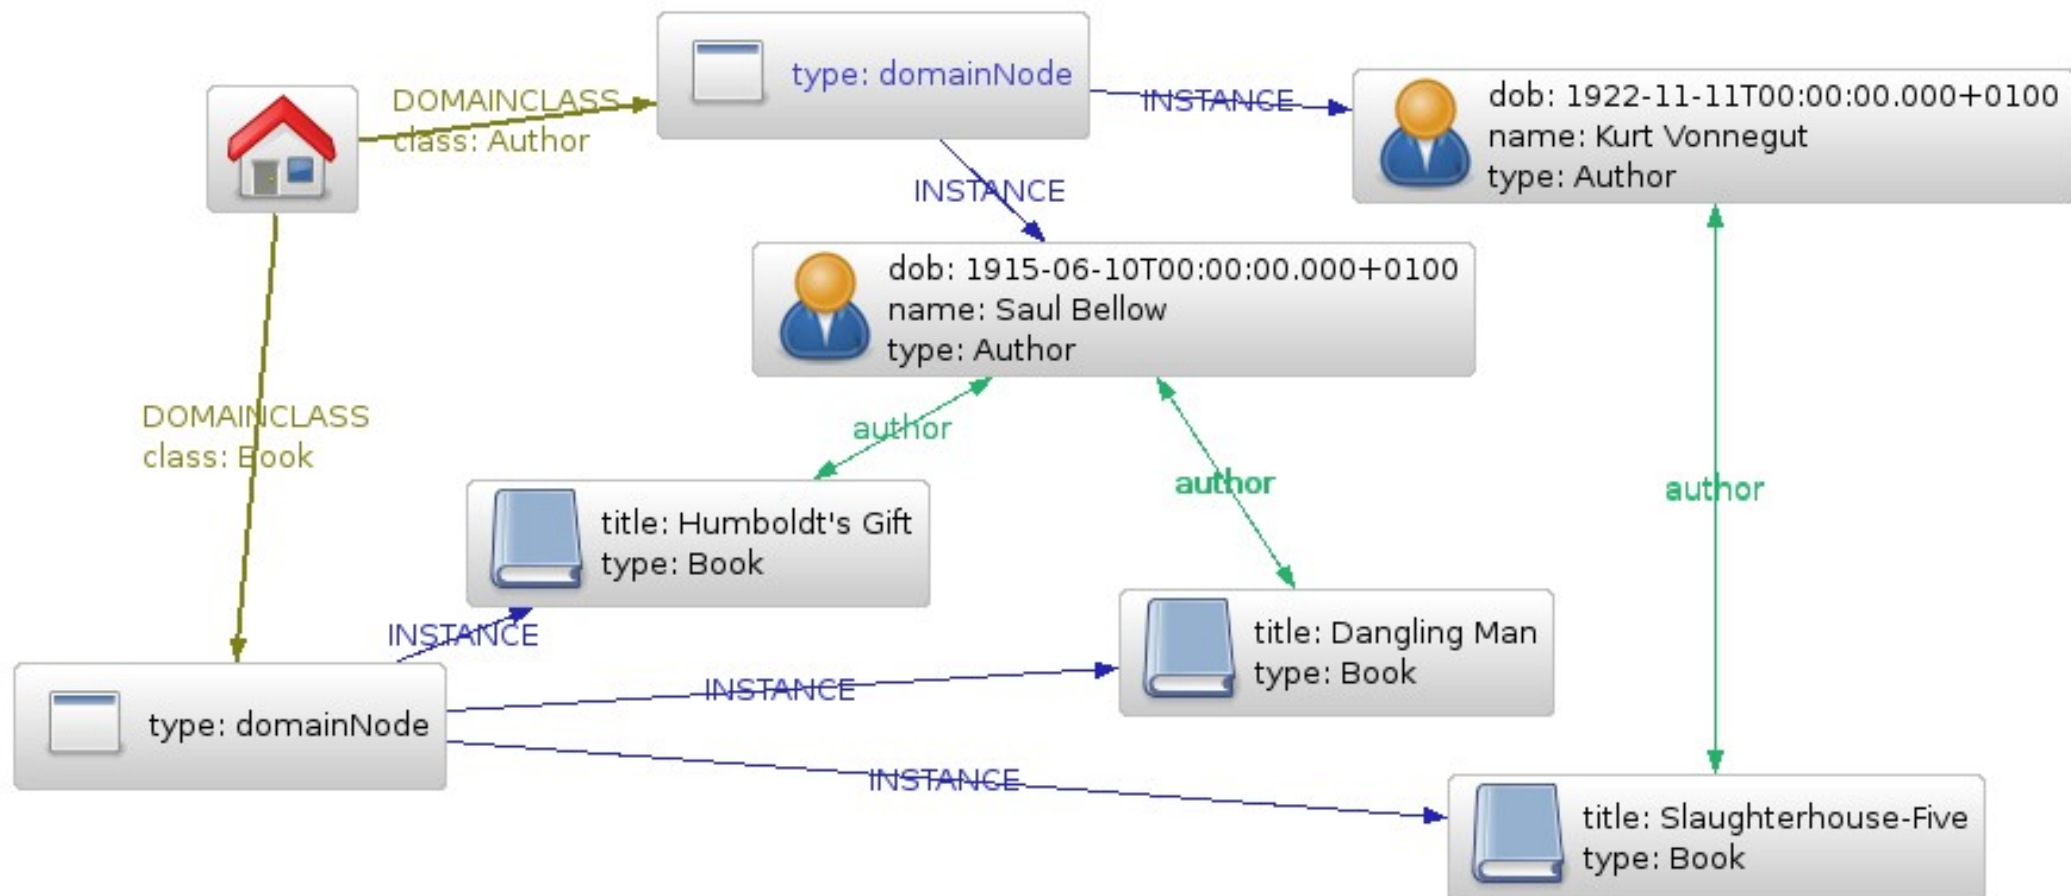 type: domainNode
DOMAINCLASS
class: Author
INSTANCE
dob: 1922-11-11T00:00:00.000+0100
name: Kurt Vonnegut
type: Author
INSTANCE
dob: 1915-06-10T00:00:00.000+0100
name: Saul Bellow
type: Author
DOMAINCLASS
class: Book
author
author
author
title: Humboldt's Gift
type: Book
INSTANCE
title: Dangling Man
type: Book
INSTANCE
type: domainNode
INSTANCE
title: Slaughterhouse-Five
type: Book